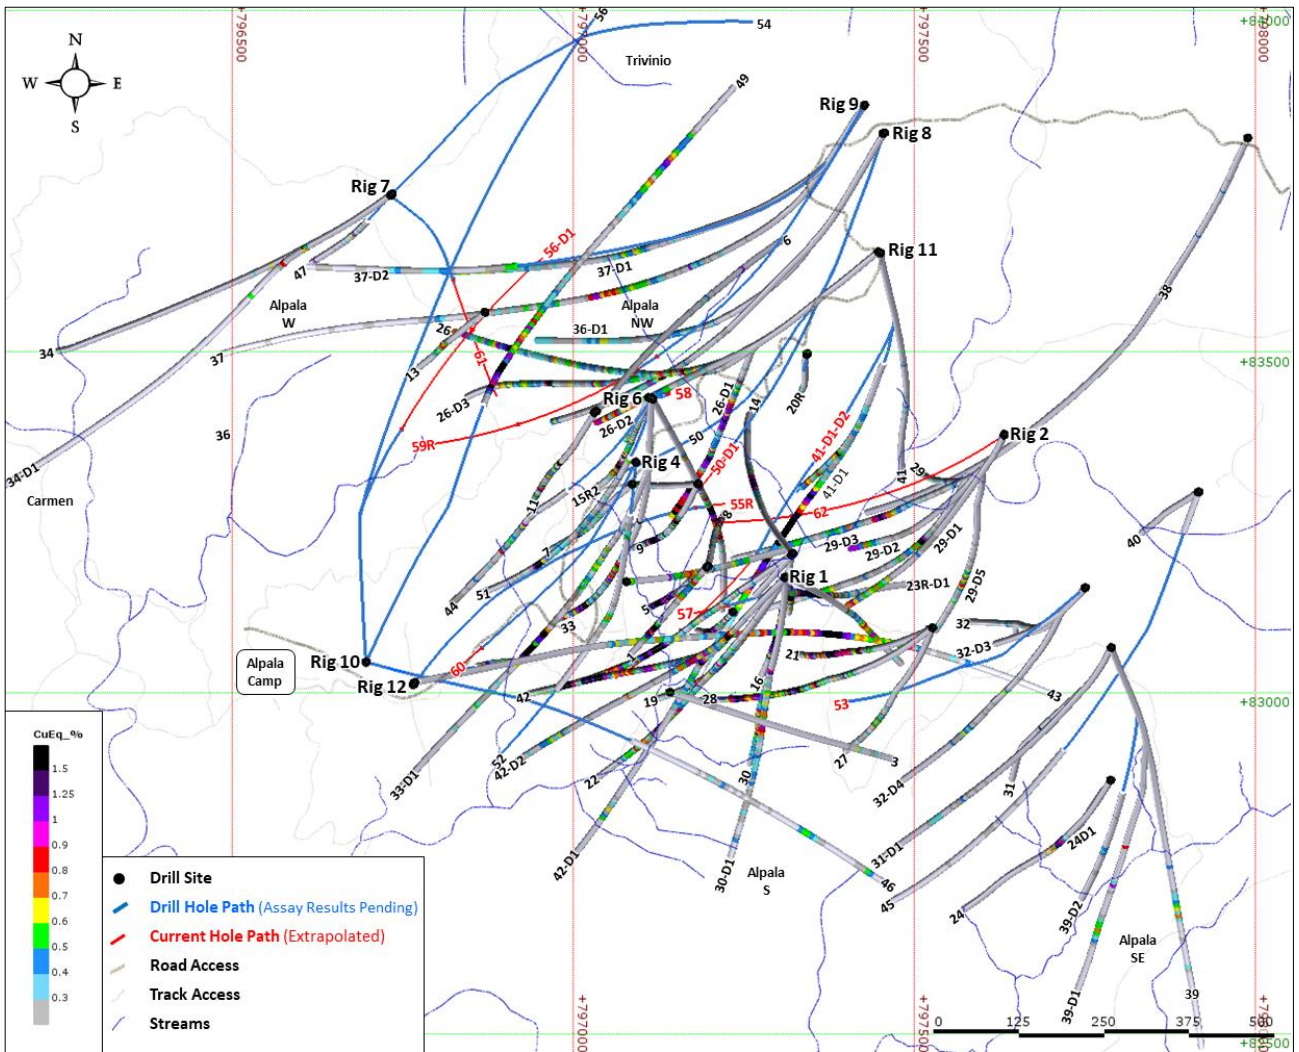 56
54
+84000
+796500
+797000
+797500
+798000
N
W E
S
Trivinio
49
Rig 9
Rig 8
Rig 7
56-D1
6
Rig 11
47
37-D2
37-D1
38
Alpala
W
Alpala
NW
34
37
26
36-D1
+83500
13
61
26-D3
Rig 6
58
26-D1
14
20R
26-D2
36
59R
50
41-D1-D2
Rig 2
34-D1
Carmen
Rig 4
50-D1
41-D1
41
29
11
15R2
55R
62
8
7
9
29-D3
29-D2
29-D1
40
44
51
5
Rig 1
23R-D1
29-D5
33
57
32
32-D3
1
21
Rig 10
Alpala
Camp
Rig 12
60
42
19
28
16
53
43
+83000
52
42-D2
33-D1
22
30
27
3
32-D4
31
CuEq_%
1.5
1.25
1
0.9
0.8
0.7
0.6
0.5
0.4
0.3
42-D1
30-D1
Alpala
S
31-D1
46
45
24D1
24
39-D2
Alpala
SE
39-D1
39
Drill Site
Drill Hole Path (Assay Results Pending)
Current Hole Path (Extrapolated)
Road Access
Track Access
Streams
+797000
+797500
0 125 250 375 500